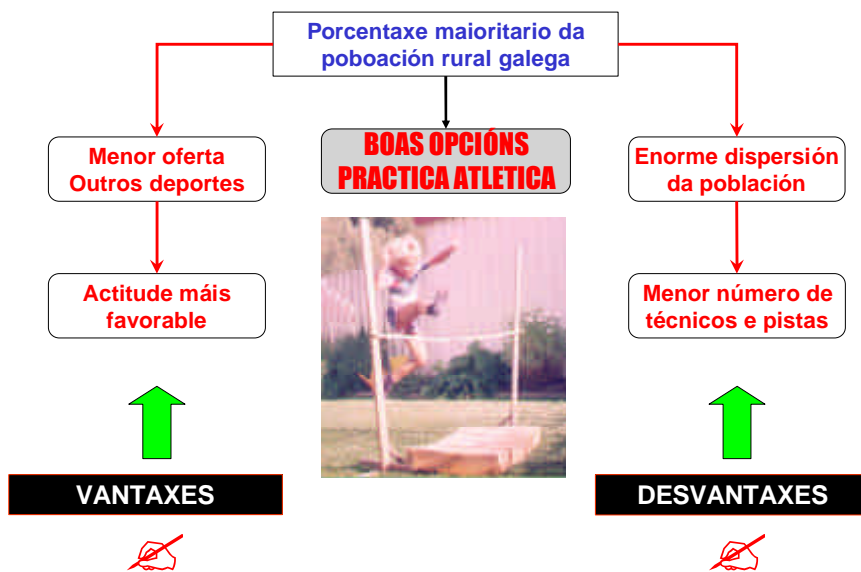 Porcentaxe maioritario da
poboación rural galega
Menor oferta
Outros deportes
BOAS OPCIÓNS
PRACTICA ATLETICA
Enorme dispersión
da població́n
Actitude máis
favorable
Menor número de
técnicos e pistas
VANTAXES
DESVANTAXES